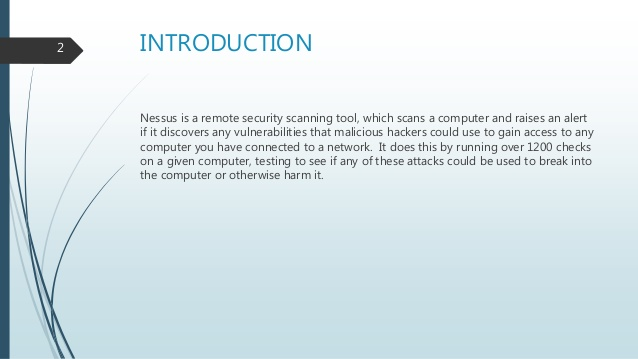 2
INTRODUCTION
Nessus is a remote security scanning tool, which scans a computer and raises an alert
if it discovers any vulnerabilities that malicious hackers could use to gain access to any
computer you have connected to a network.  It does this by running over 1200 checks
on a given computer, testing to see if any of these attacks could be used to break into
the computer or otherwise harm it.